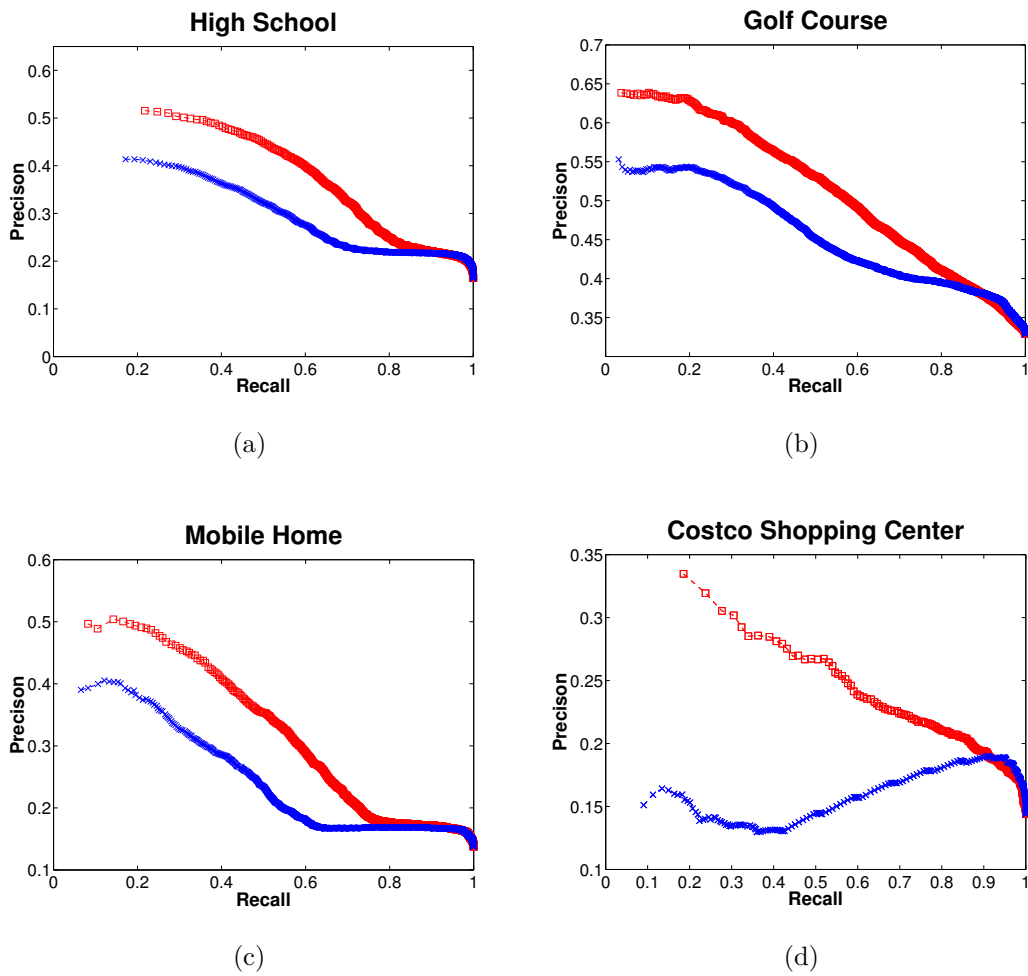 High School
Precison
0.6
0.5
0.4
0.3
0.2
0.1
0
0 0.2 0.4 0.6 0.8 1
Recall
(a)
Golf Course
Precison
0.7
0.65
0.6
0.55
0.5
0.45
0.4
0.35
0 0.2 0.4 0.6 0.8 1
Recall
(b)
Mobile Home
Precison
0.6
0.5
0.4
0.3
0.2
0.1
0 0.2 0.4 0.6 0.8 1
Recall
(c)
Costco Shopping Center
Precison
0.35
0.3
0.25
0.2
0.15
0.1
0 0.1 0.2 0.3 0.4 0.5 0.6 0.7 0.8 0.9 1
Recall
(d)